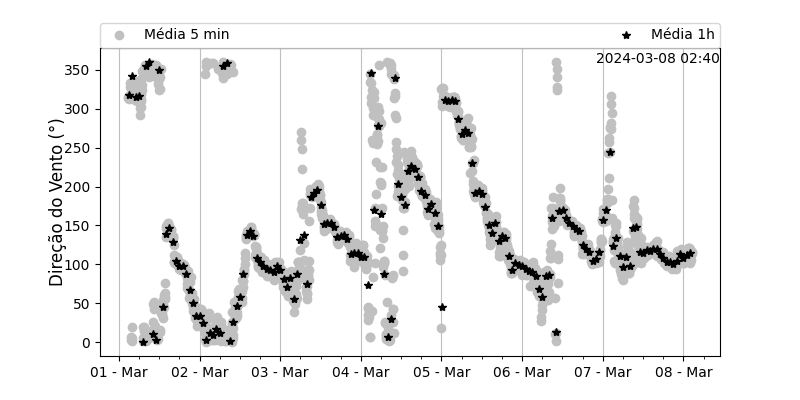 Média 5 min
Média 1h
2024-03-08 02:40
Direção do Vento (°)
350
300
250
200
150
100
50
0
01 - Mar
02 - Mar
03 - Mar
04 - Mar
05 - Mar
06 - Mar
07 - Mar
08 - Mar